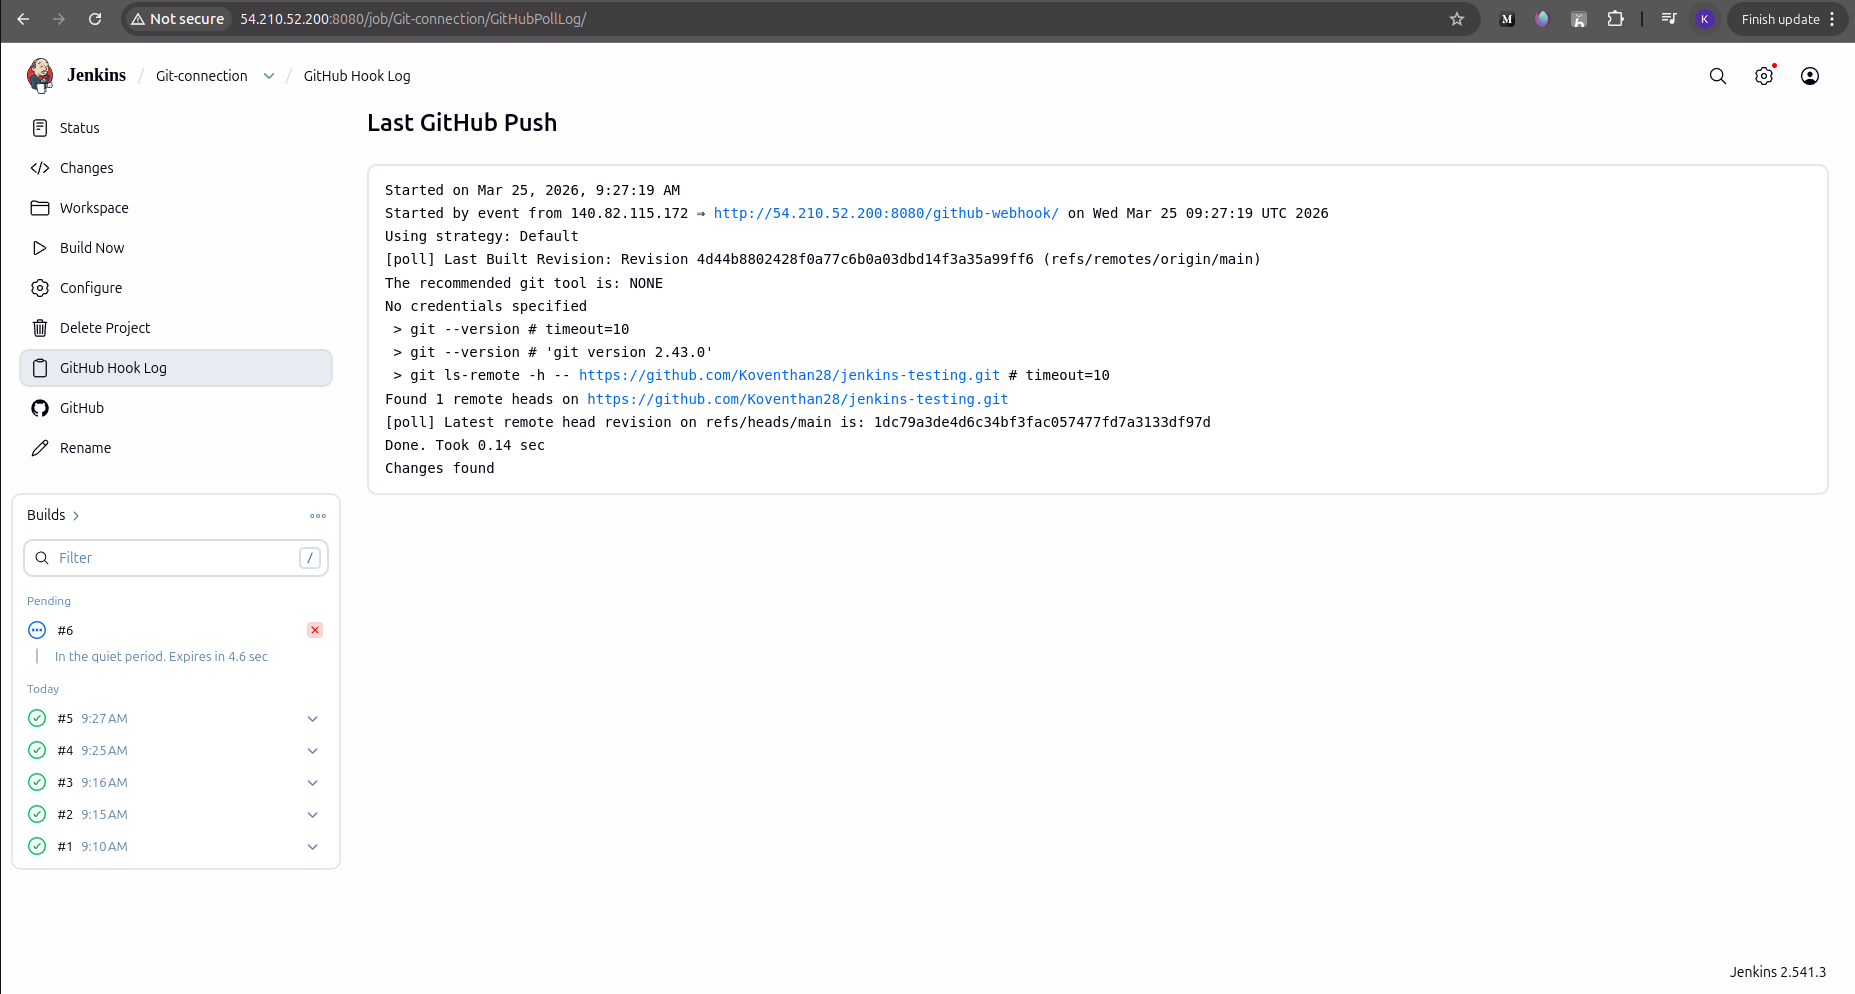 Not secure 54.210.52.200:8080/job/Git-connection/GitHubPollLog/
M
K
Finish update
Jenkins / Git-connection / GitHub Hook Log
Status
Changes
Workspace
Build Now
Configure
Delete Project
GitHub Hook Log
GitHub
Rename
Builds
Filter /
Pending
#6
In the quiet period. Expires in 4.6 sec
Today
#5 9:27 AM
#4 9:25 AM
#3 9:16 AM
#2 9:15 AM
#1 9:10 AM
Last GitHub Push
Started on Mar 25, 2026, 9:27:19 AM
Started by event from 140.82.115.172 ⇒ http://54.210.52.200:8080/github-webhook/ on Wed Mar 25 09:27:19 UTC 2026
Using strategy: Default
[poll] Last Built Revision: Revision 4d44b8802428f0a77c6b0a03dbd14f3a35a99ff6 (refs/remotes/origin/main)
The recommended git tool is: NONE
No credentials specified
 > git --version # timeout=10
 > git --version # 'git version 2.43.0'
 > git ls-remote -h -- https://github.com/Koventhan28/jenkins-testing.git # timeout=10
Found 1 remote heads on https://github.com/Koventhan28/jenkins-testing.git
[poll] Latest remote head revision on refs/heads/main is: 1dc79a3de4d6c34bf3fac057477fd7a3133df97d
Done. Took 0.14 sec
Changes found
Jenkins 2.541.3